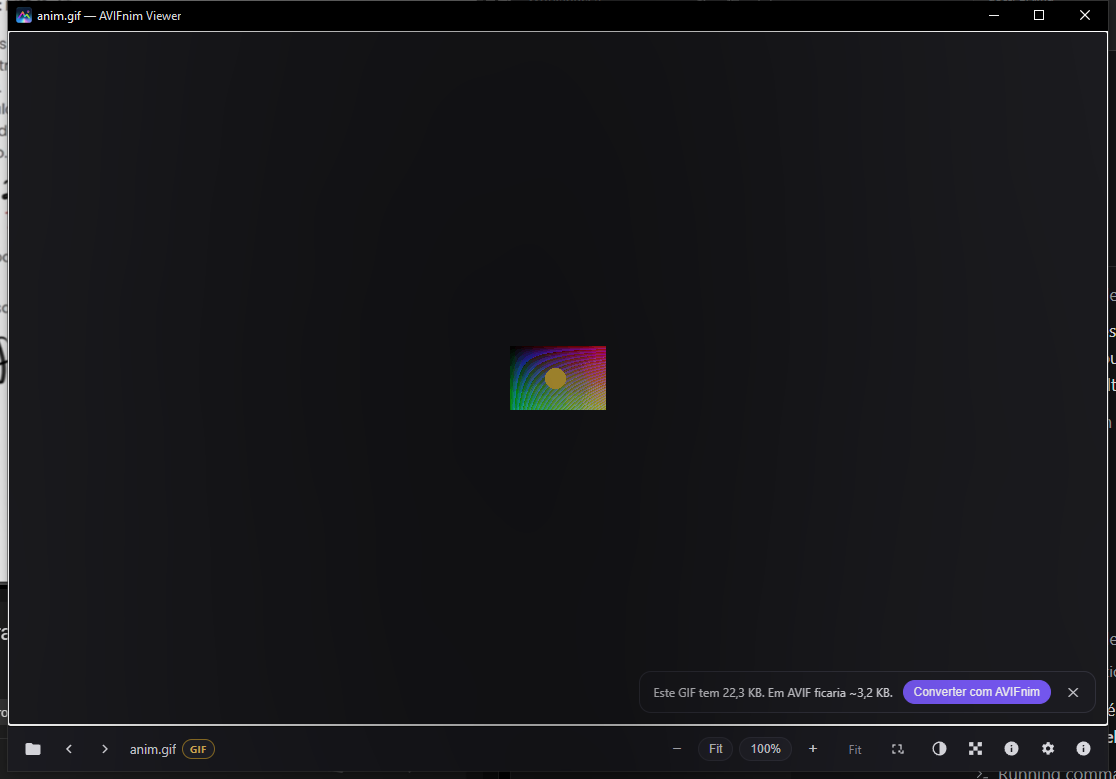 anim.gif — AVIFnim Viewer
Este GIF tem 22,3 KB. Em AVIF ficaria ~3,2 KB. Converter com AVIFnim
anim.gif GIF − Fit 100% + Fit
Running comma